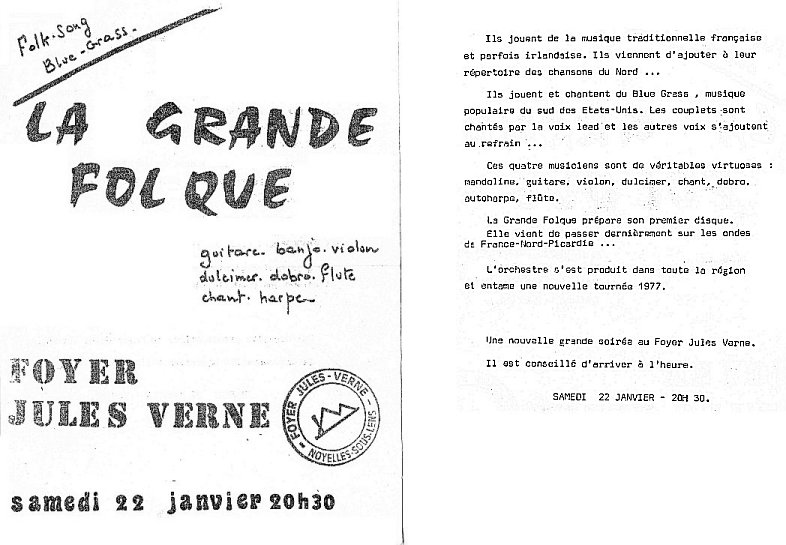 Folk-Song
Blue-Grass-
LA GRANDE
FOLQUE
guitare. banjo. violon
dulcimer. dobro. flute
chant. harpe
FOYER
JULES VERNE
- FOYER JULES-VERNE -
NOYELLES-SOUS-LENS
samedi 22 janvier 20h30
Ils jouent de la musique traditionnelle française
et parfois irlandaise. Ils viennent d'ajouter à leur
répertoire des chansons du Nord ...
Ils jouent et chantent du Blue Grass , musique
populaire du sud des Etats-Unis. Les couplets sont
chantés par la voix lead et les autres voix s'ajoutent
au refrain ...
Ces quatre musiciens sont de véritables virtuoses :
mandoline, guitare, violon, dulcimer, chant, dobro,
autoharpe, flûte.
La Grande Folque prépare son premier disque.
Elle vient de passer dernièrement sur les ondes
de France-Nord-Picardie ...
L'orchestre s'est produit dans toute la région
et entame une nouvelle tournée 1977.
Une nouvelle grande soirée au Foyer Jules Verne.
Il est conseillé d'arriver à l'heure.
SAMEDI 22 JANVIER - 20H 30.